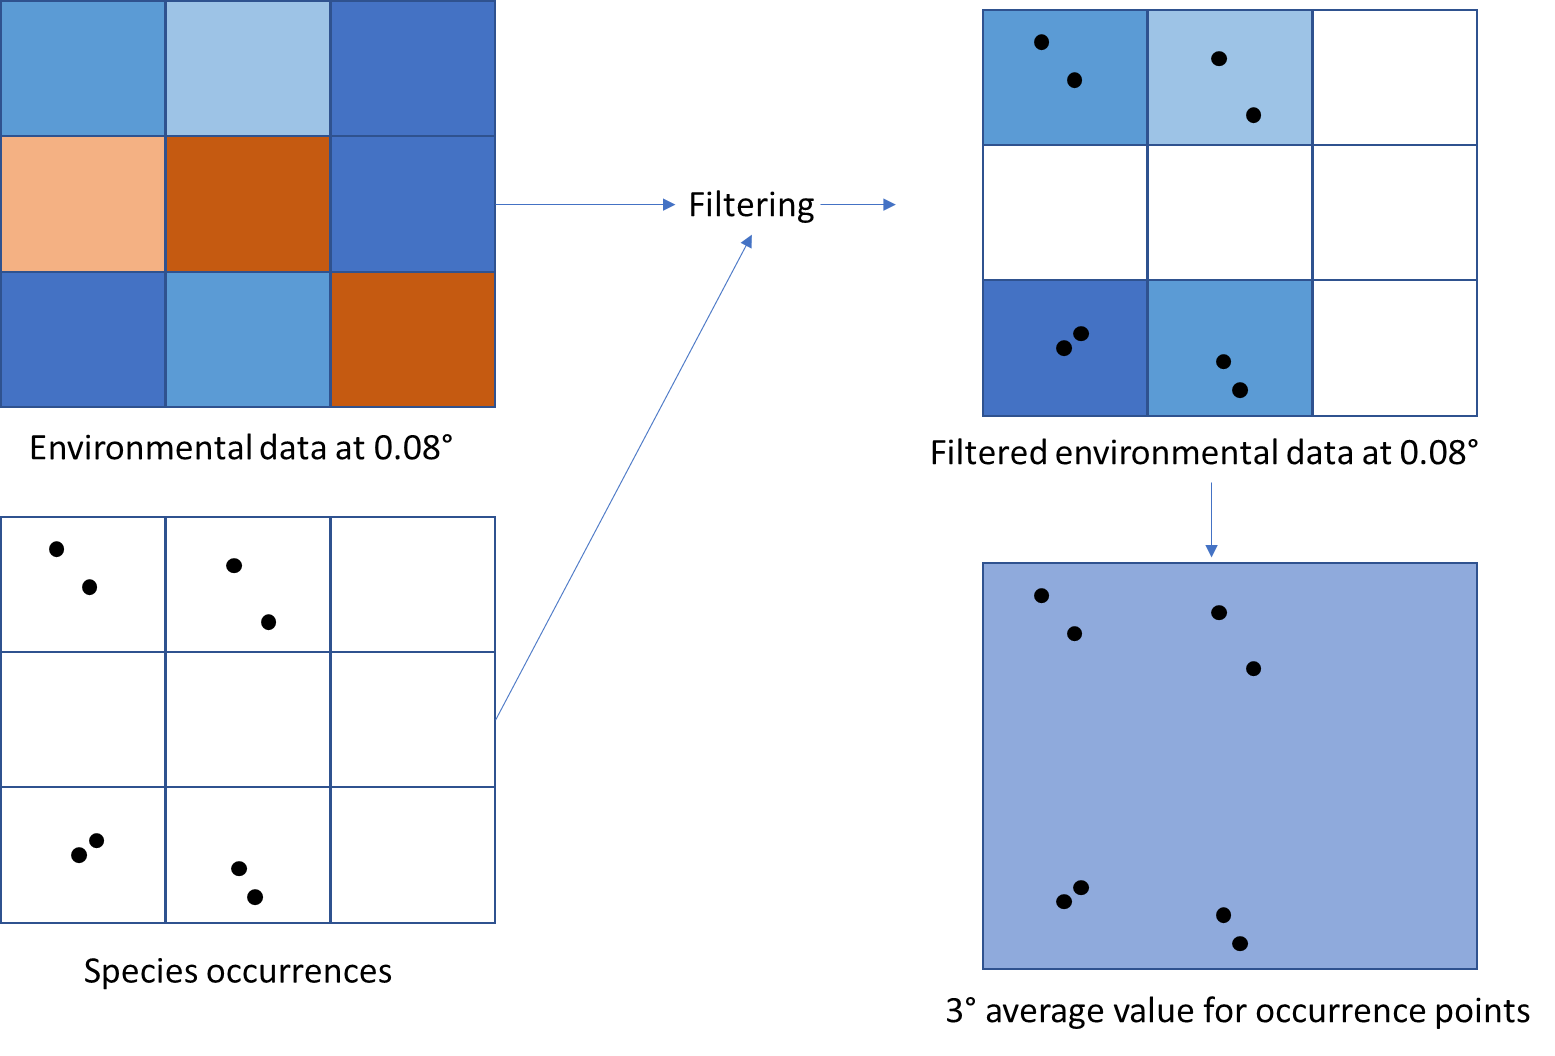 Filtering
Environmental data at 0.08°
Filtered environmental data at 0.08°
Species occurrences
3° average value for occurrence points